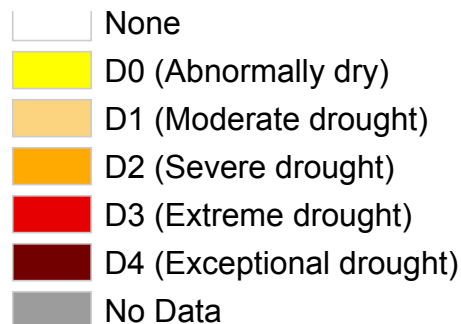 None
D0 (Abnormally dry)
D1 (Moderate drought)
D2 (Severe drought)
D3 (Extreme drought)
D4 (Exceptional drought)
No Data